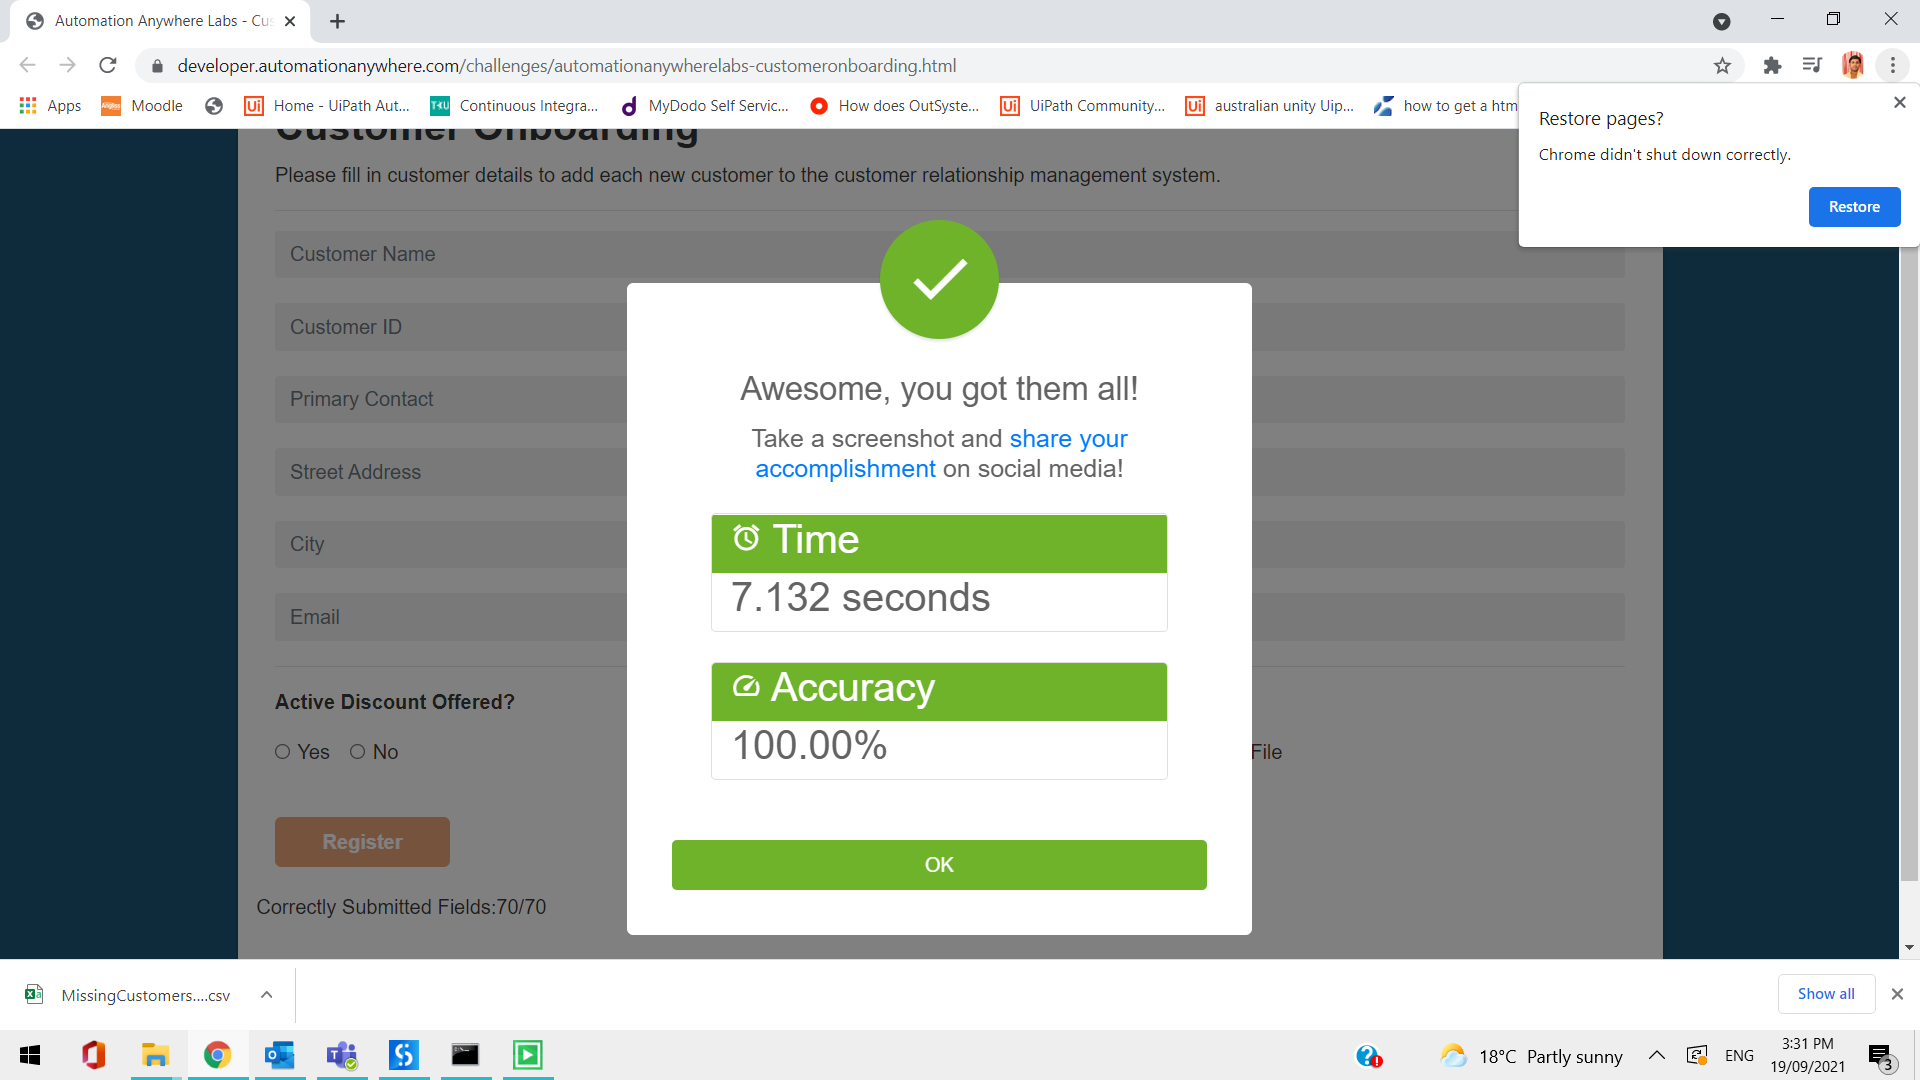 Automation Anywhere Labs - Cus
developer.automationanywhere.com/challenges/automationanywherelabs-customeronboarding.html
Apps
Moodle
Home - UiPath Aut...
Continuous Integra...
MyDodo Self Servic...
How does OutSyste...
UiPath Community...
australian unity Uip...
how to get a htm
Restore pages?
Chrome didn't shut down correctly.
Restore
Customer Onboarding
Please fill in customer details to add each new customer to the customer relationship management system.
Customer Name
Customer ID
Primary Contact
Street Address
City
Email
Active Discount Offered?
Yes
No
File
Register
Correctly Submitted Fields:70/70
Awesome, you got them all!
Take a screenshot and share your
accomplishment on social media!
Time
7.132 seconds
Accuracy
100.00%
OK
MissingCustomers....csv
Show all
18°C Partly sunny
ENG
3:31 PM
19/09/2021
3